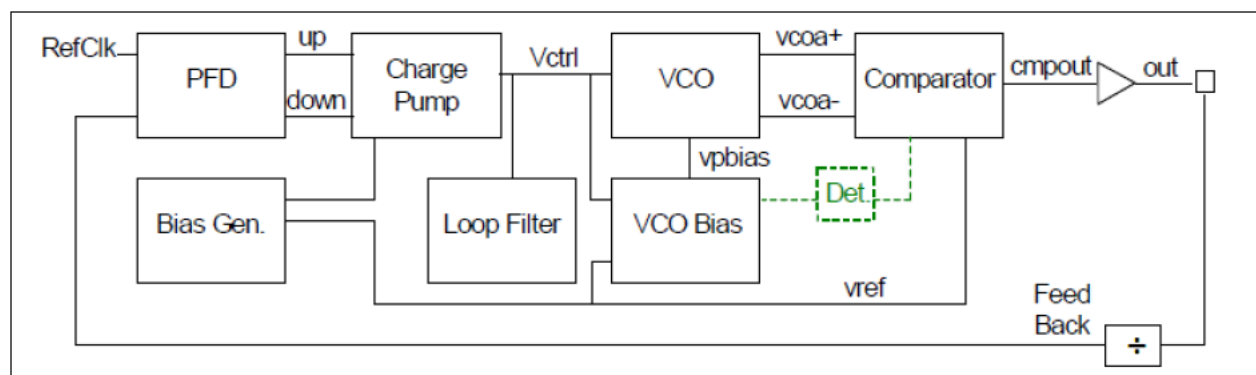 RefClk
PFD
up
down
Charge
Pump
Vctrl
VCO
vcoa+
vcoa-
Comparator
cmpout
out
vpbias
Bias Gen.
Loop Filter
VCO Bias
Det.
vref
Feed
Back
÷